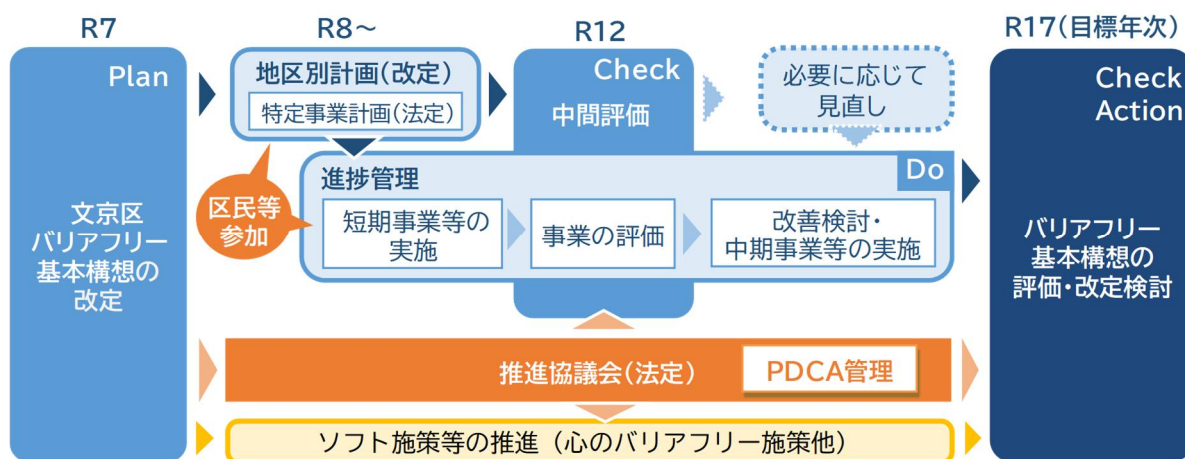 R7
R8～
R12
R17(目標年次)
Plan
文京区
バリアフリー
基本構想の
改定
地区別計画(改定)
特定事業計画(法定)
Check
中間評価
必要に応じて
見直し
Check
Action
バリアフリー
基本構想の
評価・改定検討
区民等
参加
進捗管理
Do
短期事業等の
実施
事業の評価
改善検討・
中期事業等の実施
推進協議会(法定)
PDCA管理
ソフト施策等の推進（心のバリアフリー施策他）